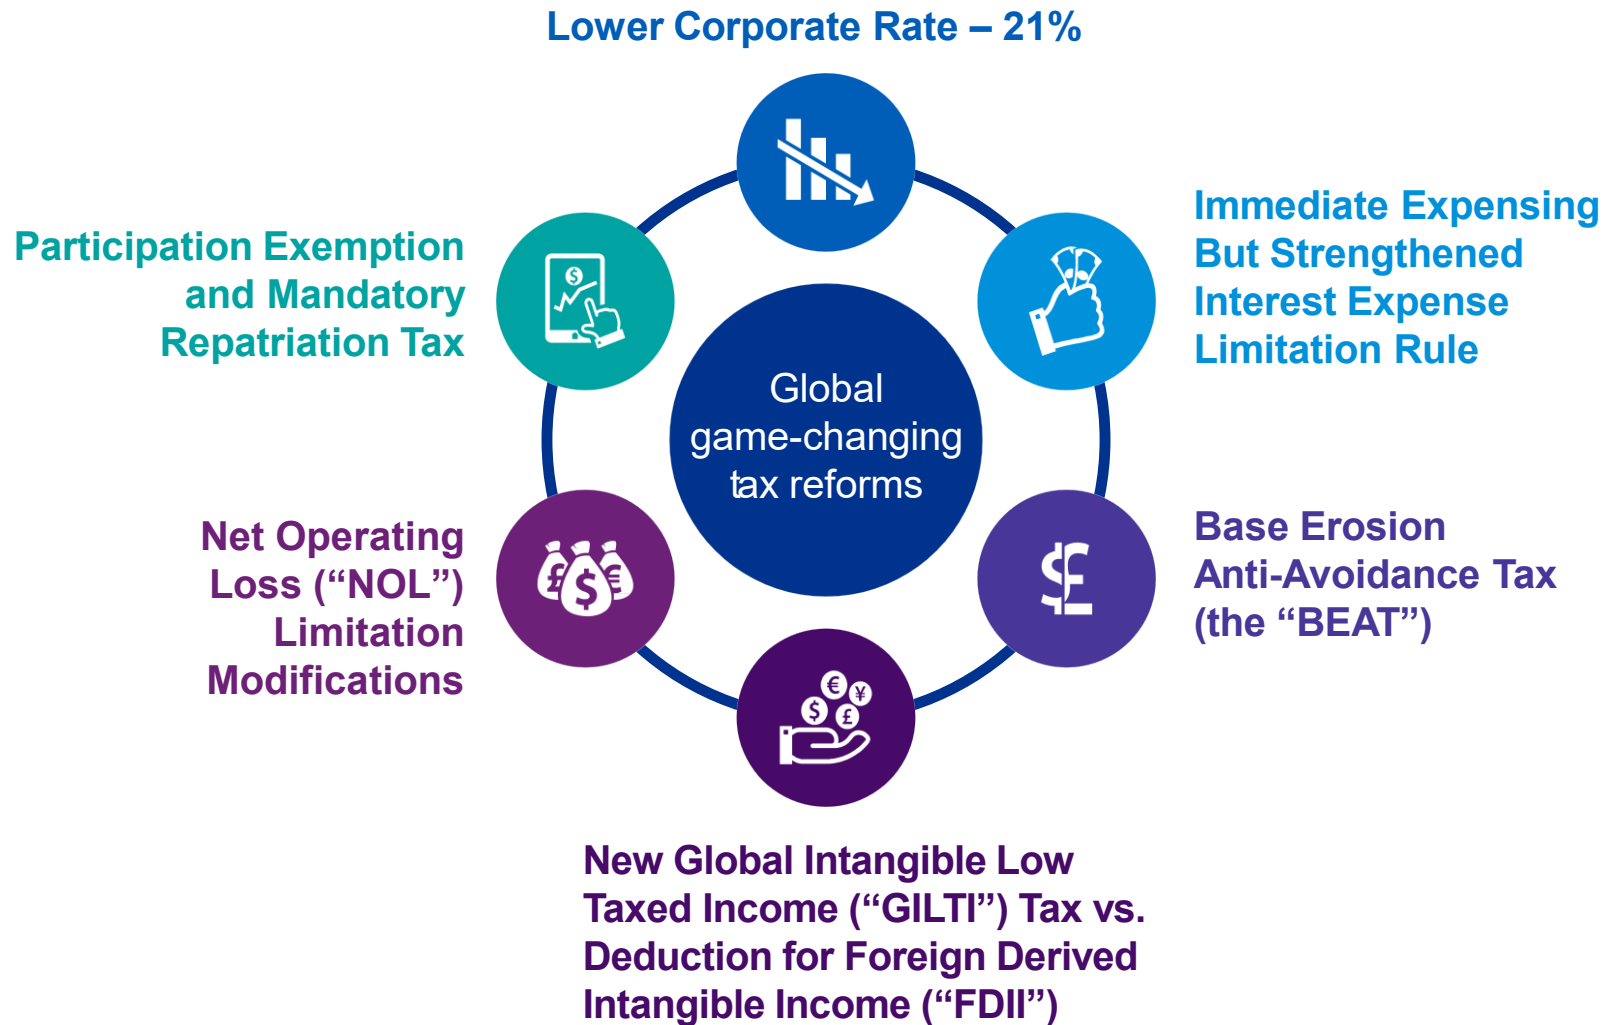 Lower Corporate Rate – 21%
Immediate Expensing
But Strengthened
Interest Expense
Limitation Rule
Base Erosion
Anti-Avoidance Tax
(the “BEAT”)
New Global Intangible Low
Taxed Income (“GILTI”) Tax vs.
Deduction for Foreign Derived
Intangible Income (“FDII”)
Net Operating
Loss (“NOL”)
Limitation
Modifications
Participation Exemption
and Mandatory
Repatriation Tax
Global
game-changing
tax reforms